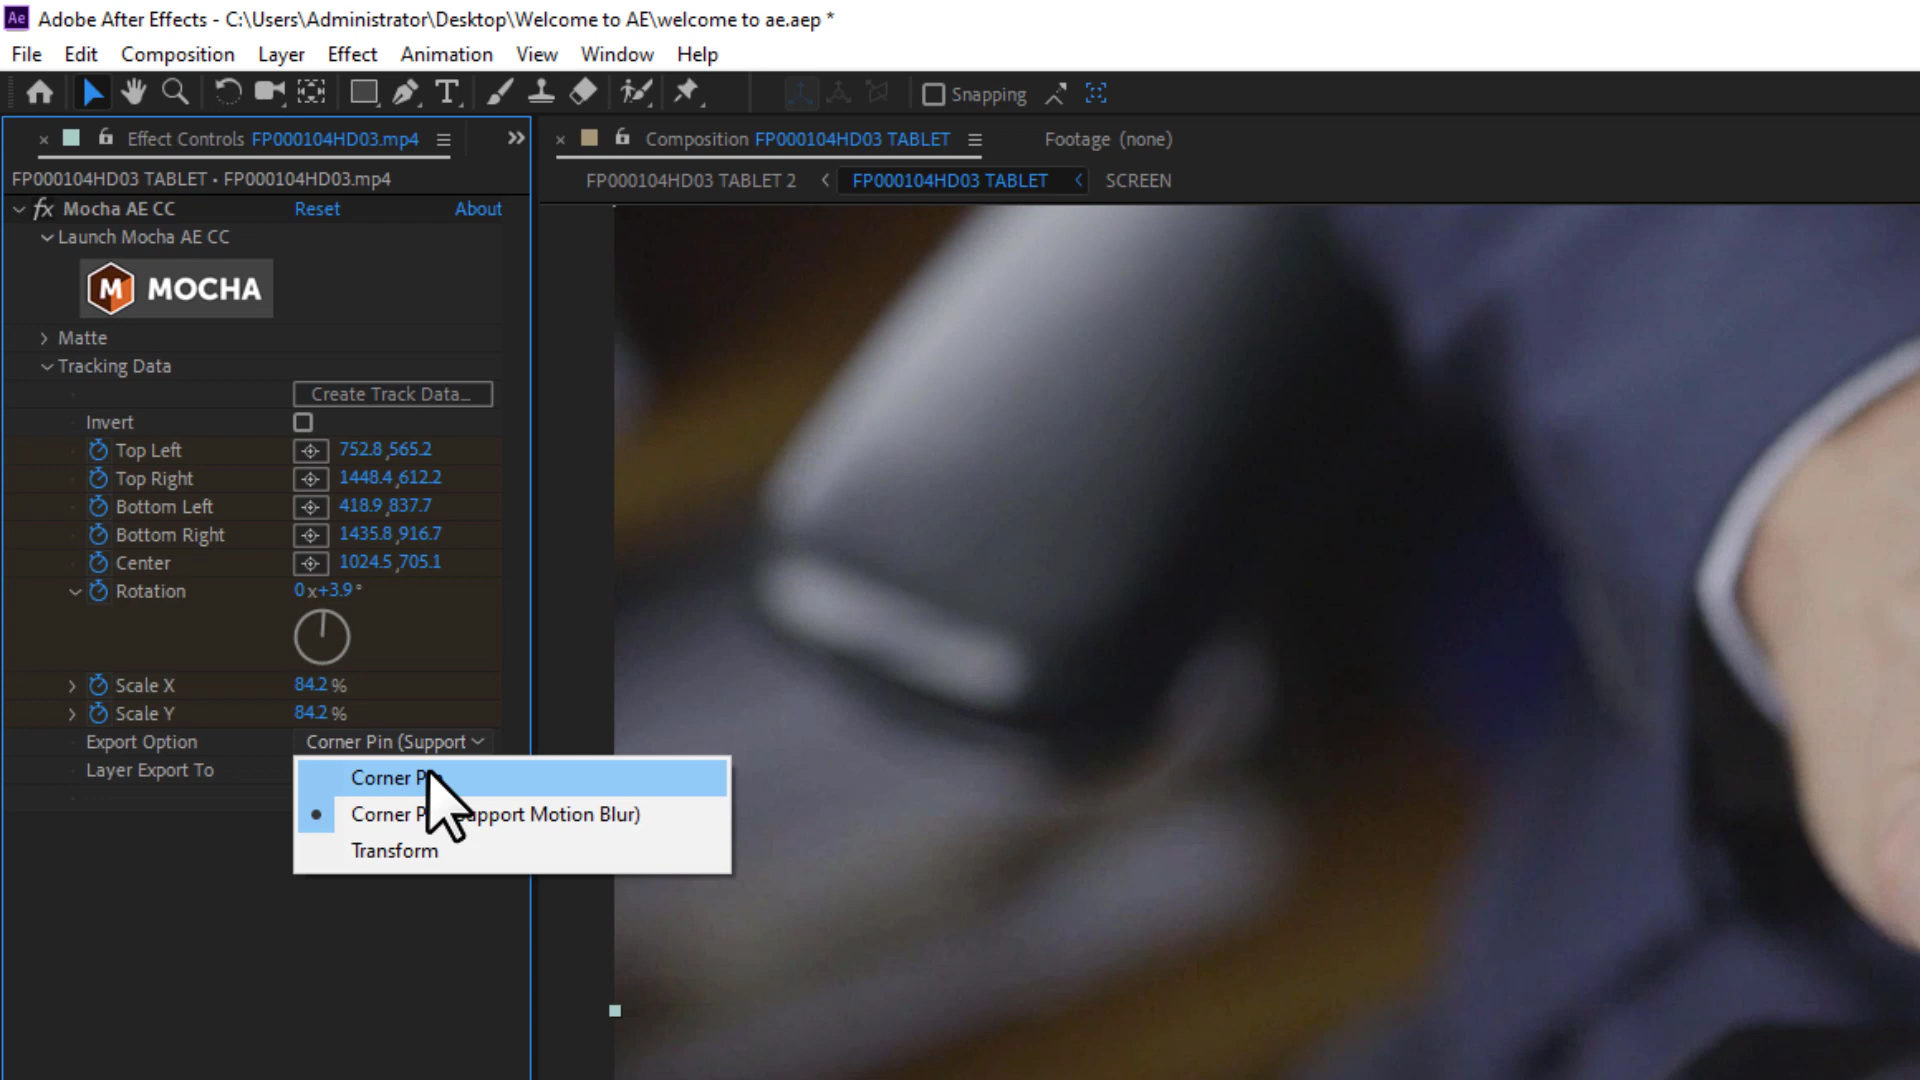 Ae Adobe After Effects - C:\Users\Administrator\Desktop\Welcome to AE\welcome to ae.aep *
File Edit Composition Layer Effect Animation View Window Help
Snapping
Effect Controls FP000104HD03.mp4
Composition FP000104HD03 TABLET
Footage (none)
FP000104HD03 TABLET • FP000104HD03.mp4
FP000104HD03 TABLET 2 FP000104HD03 TABLET SCREEN
fx Mocha AE CC Reset About
Launch Mocha AE CC
M MOCHA
Matte
Tracking Data
Create Track Data...
Invert
Top Left 752.8,565.2
Top Right 1448.4,612.2
Bottom Left 418.9,837.7
Bottom Right 1435.8,916.7
Center 1024.5,705.1
Rotation 0x+3.9°
Scale X 84.2 %
Scale Y 84.2 %
Export Option Corner Pin (Support
Layer Export To
Corner
Corner Support Motion Blur)
Transform